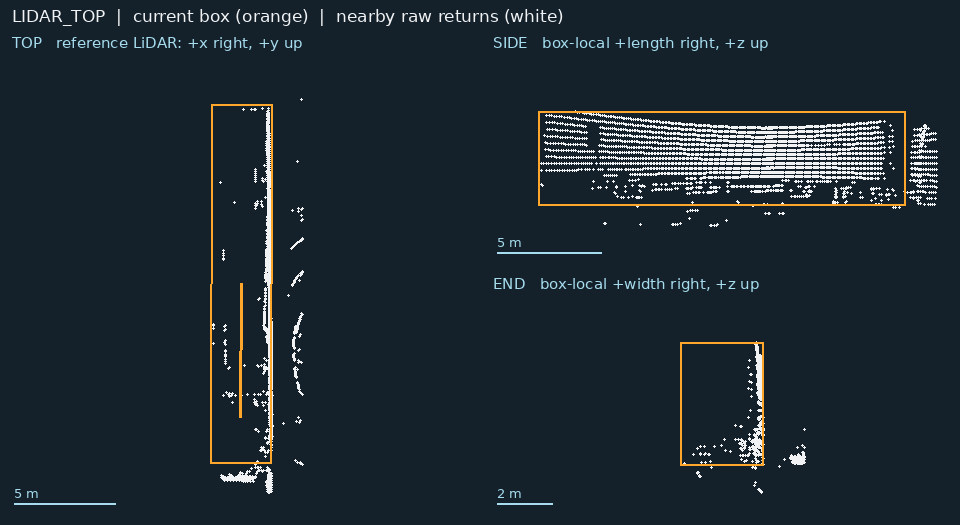 LIDAR_TOP | current box (orange) | nearby raw returns (white)
TOP reference LiDAR: +x right, +y up
SIDE box-local +length right, +z up
5 m
END box-local +width right, +z up
5 m
2 m